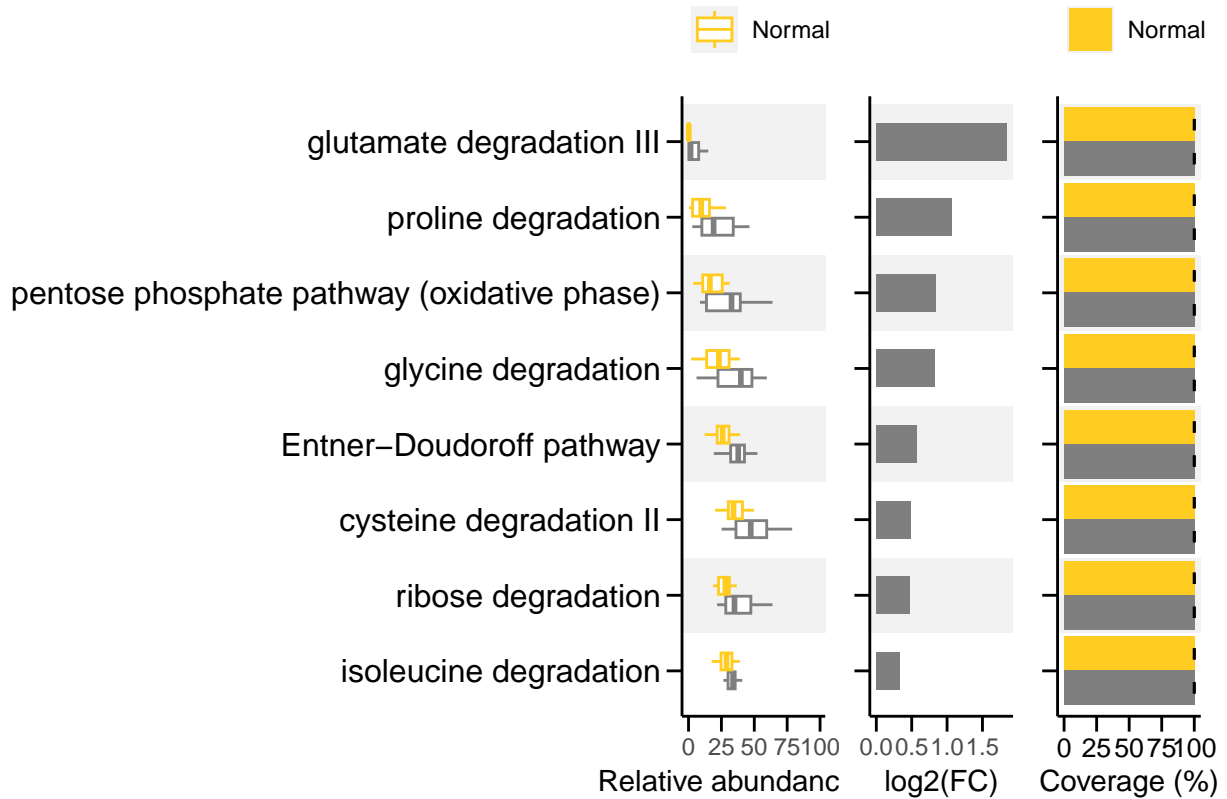 Normal
Normal
glutamate degradation III
proline degradation
pentose phosphate pathway (oxidative phase)
glycine degradation
Entner−Doudoroff pathway
cysteine degradation II
ribose degradation
isoleucine degradation
0 25 50 75 100
0.0 0.5 1.0 1.5
0 25 50 75 100
Relative abundanc
log2(FC)
Coverage (%)